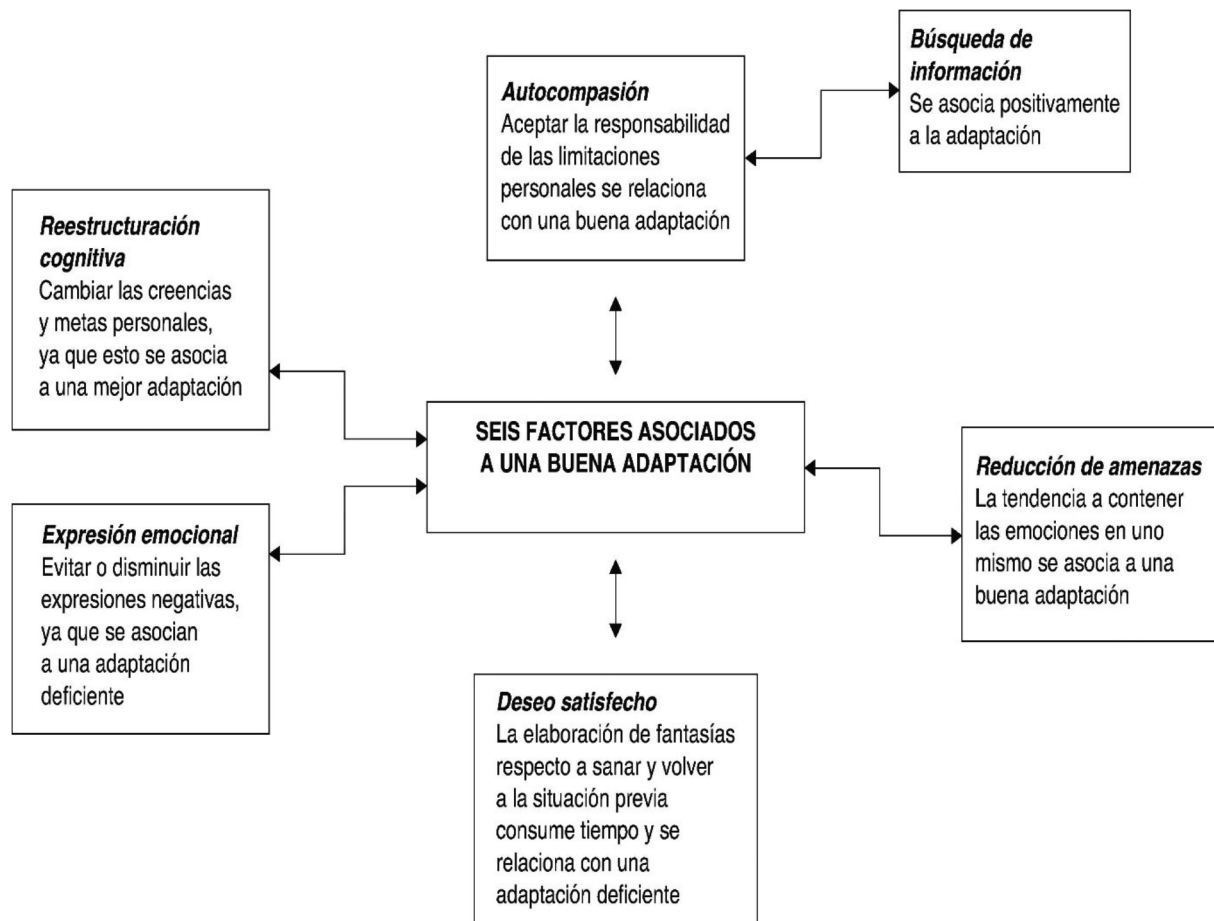 Búsqueda de
información
Se asocia positivamente
a la adaptación
Autocompasión
Aceptar la responsabilidad
de las limitaciones
personales se relaciona
con una buena adaptación
Reestructuración
cognitiva
Cambiar las creencias
y metas personales,
ya que esto se asocia
a una mejor adaptación
SEIS FACTORES ASOCIADOS
A UNA BUENA ADAPTACIÓN
Reducción de amenazas
La tendencia a contener
las emociones en uno
mismo se asocia a una
buena adaptación
Expresión emocional
Evitar o disminuir las
expresiones negativas,
ya que se asocian
a una adaptación
deficiente
Deseo satisfecho
La elaboración de fantasías
respecto a sanar y volver
a la situación previa
consume tiempo y se
relaciona con una
adaptación deficiente